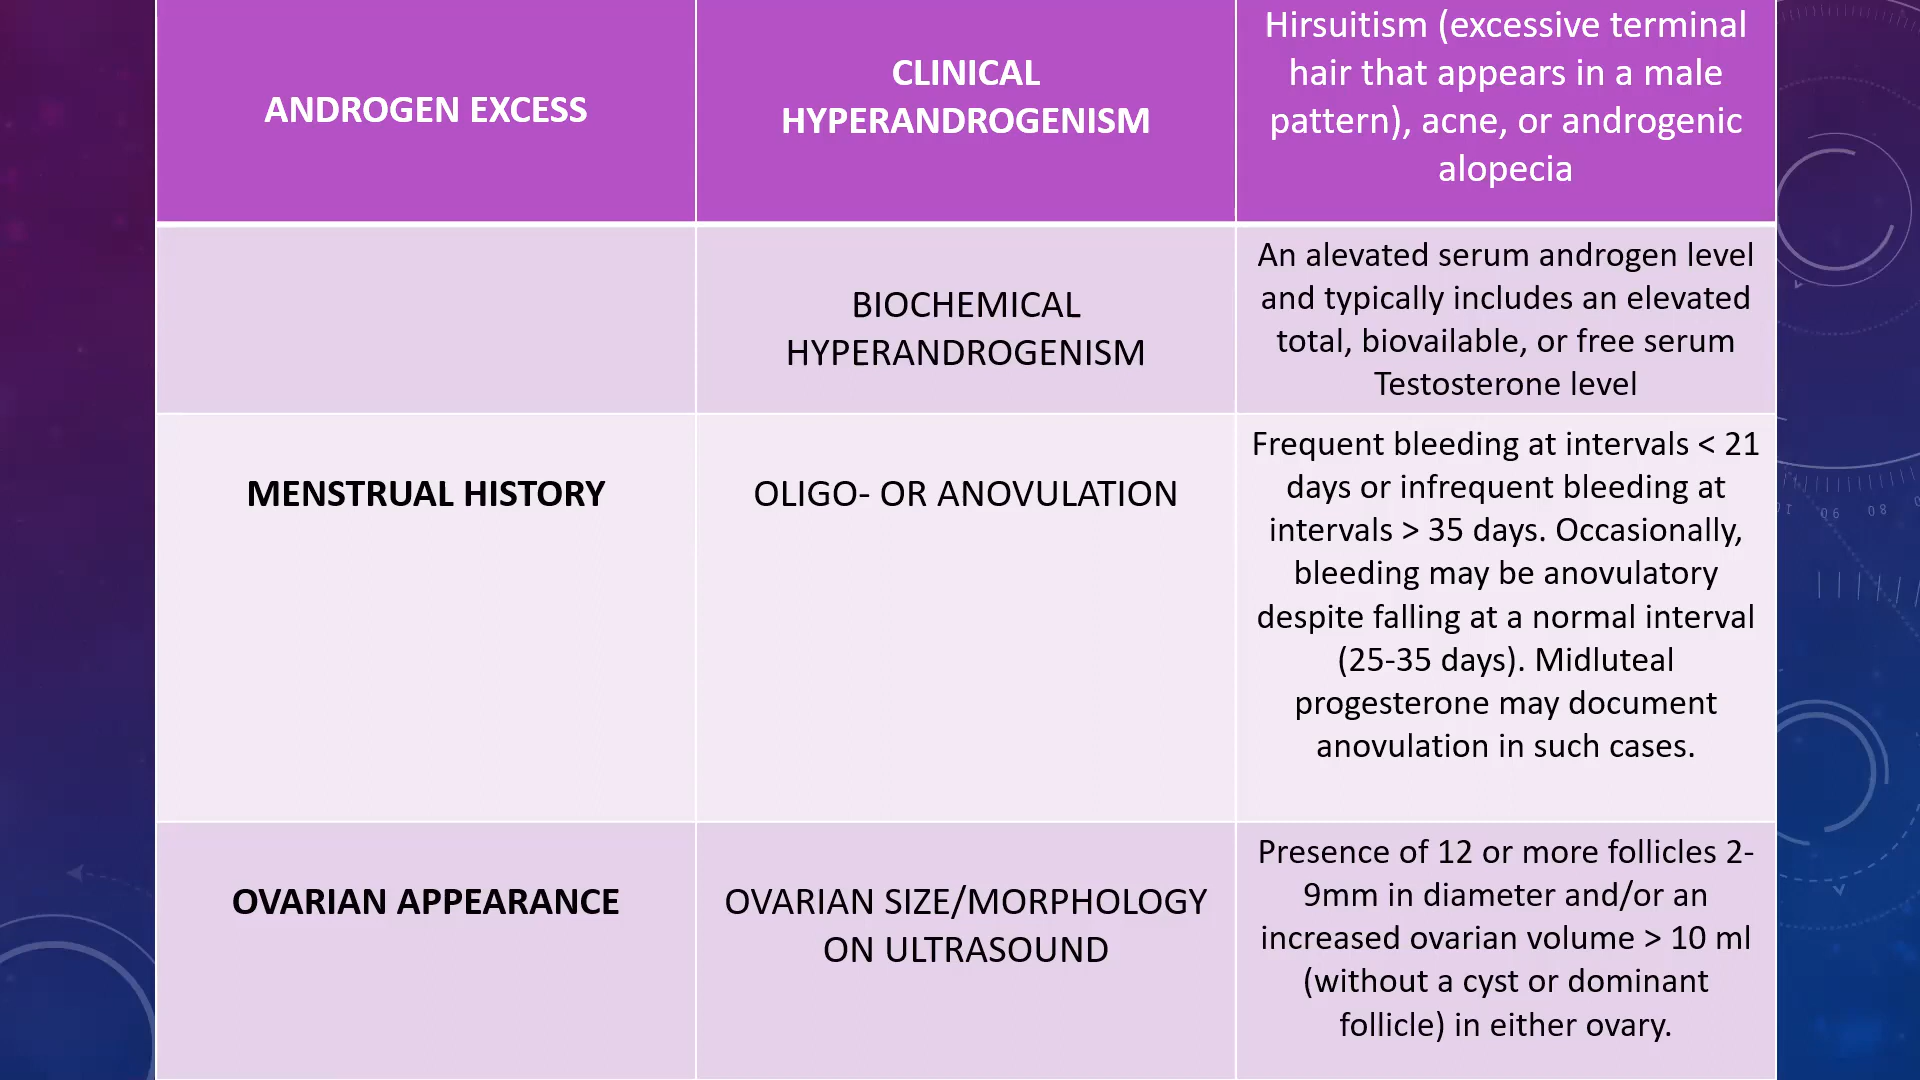 ANDROGEN EXCESS
CLINICAL
HYPERANDROGENISM
Hirsuitism (excessive terminal
hair that appears in a male
pattern), acne, or androgenic
alopecia
BIOCHEMICAL
HYPERANDROGENISM
An alevated serum androgen level
and typically includes an elevated
total, biovailable, or free serum
Testosterone level
MENSTRUAL HISTORY
OLIGO- OR ANOVULATION
Frequent bleeding at intervals < 21
days or infrequent bleeding at
intervals > 35 days. Occasionally,
bleeding may be anovulatory
despite falling at a normal interval
(25-35 days). Midluteal
progesterone may document
anovulation in such cases.
OVARIAN APPEARANCE
OVARIAN SIZE/MORPHOLOGY
ON ULTRASOUND
Presence of 12 or more follicles 2-
9mm in diameter and/or an
increased ovarian volume > 10 ml
(without a cyst or dominant
follicle) in either ovary.